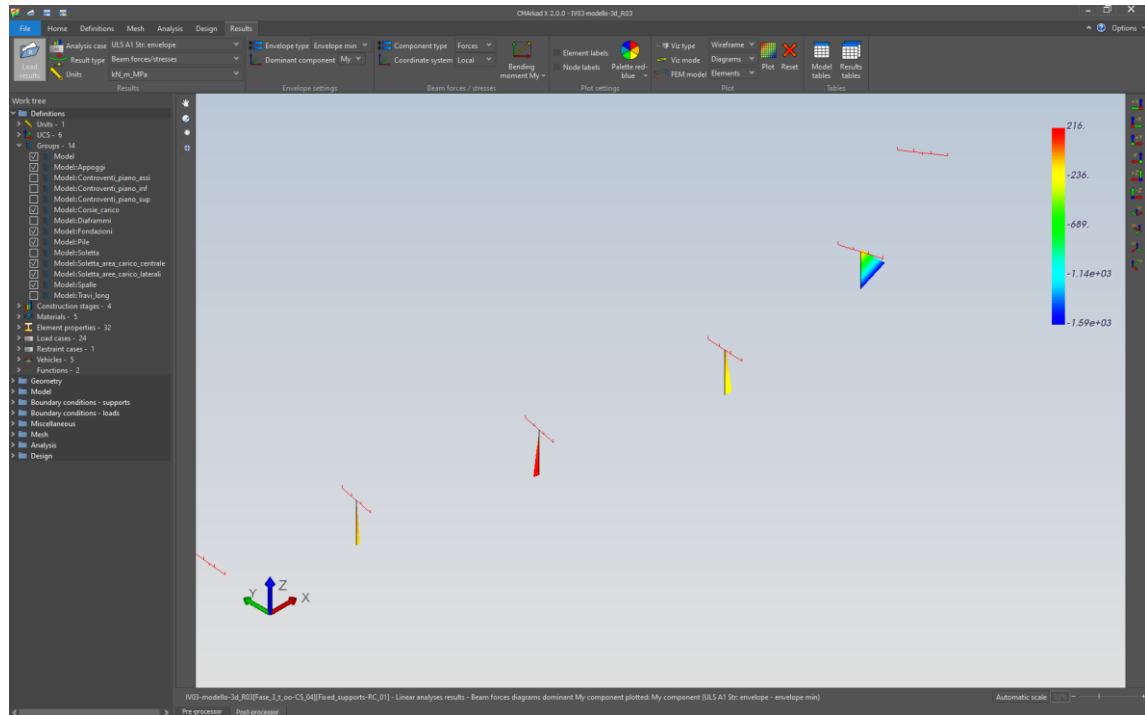 CMArkad X 2.0.0 - IV03-modello-3d_R03
File Home Definitions Mesh Analysis Design Results
Options
Load results
Analysis case ULS A1 Str: envelope
Result type Beam forces/stresses
Units kN_m_MPa
Results
Envelope type Envelope min
Dominant component My
Envelope settings
Component type Forces
Coordinate system Local
Bending moment My
Beam forces / stresses
Element labels
Node labels
Palette red-blue
Plot settings
Viz type Wireframe
Viz mode Diagrams
FEM model Elements
Plot Reset
Plot
Model tables
Results tables
Tables
Work tree
Definitions
Units - 1
UCS - 6
Groups - 14
Model
Model::Appoggi
Model::Controventi_piano_assi
Model::Controventi_piano_inf
Model::Controventi_piano_sup
Model::Corsie_carico
Model::Diaframmi
Model::Fondazioni
Model::Pile
Model::Soletta
Model::Soletta_area_carico_centrale
Model::Soletta_aree_carico_laterali
Model::Spalle
Model::Travi_long
Construction stages - 4
Materials - 5
Element properties - 32
Load cases - 24
Restraint cases - 1
Vehicles - 5
Functions - 2
Geometry
Model
Boundary conditions - supports
Boundary conditions - loads
Miscellaneous
Mesh
Analysis
Design
216.
-236.
-689.
-1.14e+03
-1.59e+03
Y Z X
IV03-modello-3d_R03[Fase_3_t_oo-CS_04][Fixed_supports-RC_01] - Linear analyses results - Beam forces diagrams dominant My component plotted: My component (ULS A1 Str: envelope - envelope min)
Automatic scale
Pre-processor Post-processor